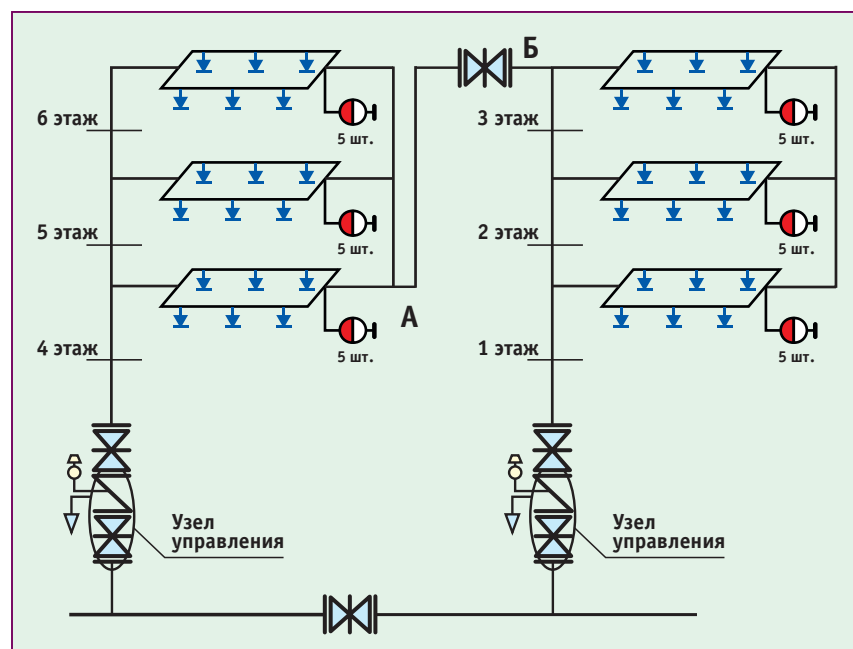 Б
6 этаж
5 шт.
3 этаж
5 шт.
5 этаж
5 шт.
2 этаж
5 шт.
А
4 этаж
5 шт.
1 этаж
5 шт.
Узел
управления
Узел
управления